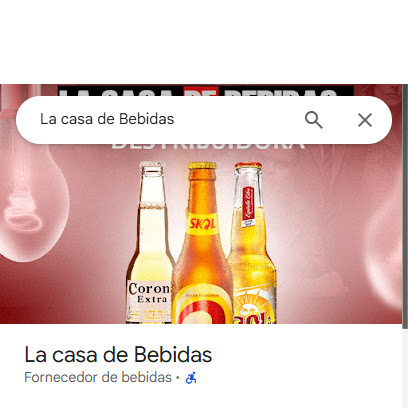 LA CASA DE BEBIDAS
La casa de Bebidas
DISTRIBUIDORA
SKOL
Corona
Extra
SOL
La casa de Bebidas
Fornecedor de bebidas ·